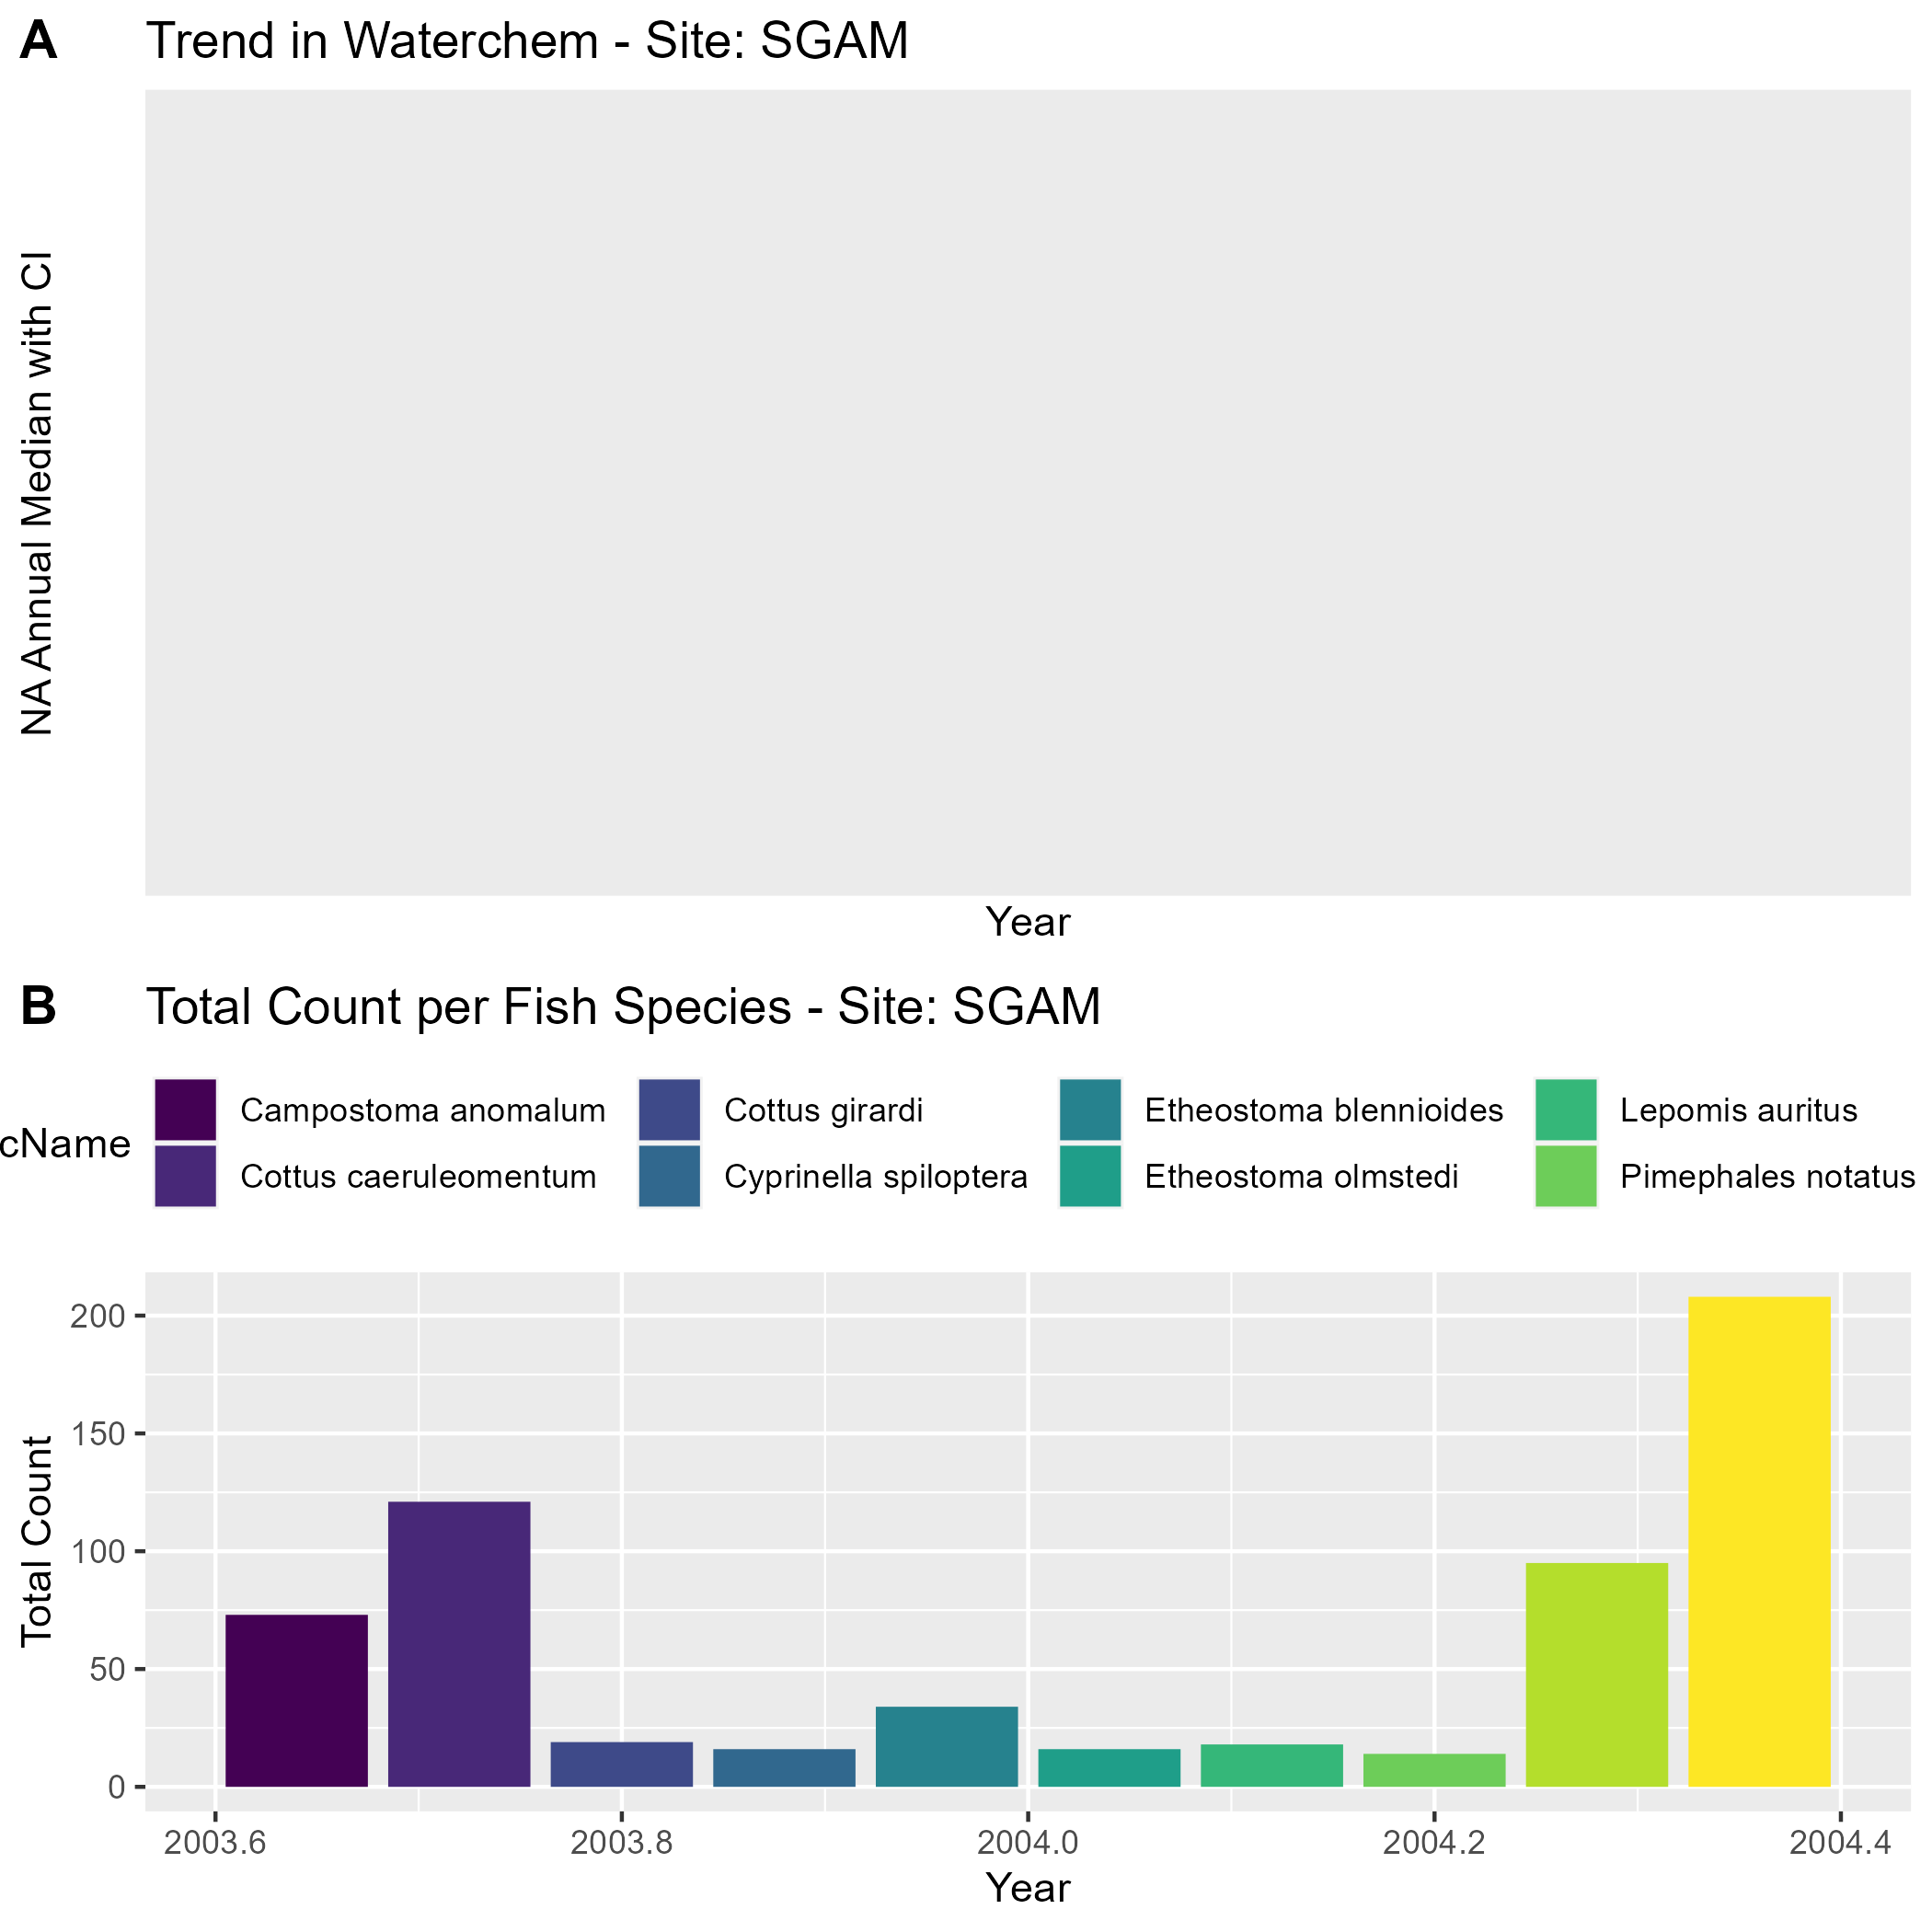 A Trend in Waterchem - Site: SGAM
NA Annual Median with CI
Year
B Total Count per Fish Species - Site: SGAM
cName
Campostoma anomalum
Cottus girardi
Etheostoma blennioides
Lepomis auritus
Cottus caeruleomentum
Cyprinella spiloptera
Etheostoma olmstedi
Pimephales notatus
Total Count
200
150
100
50
0
2003.6 2003.8 2004.0 2004.2 2004.4
Year